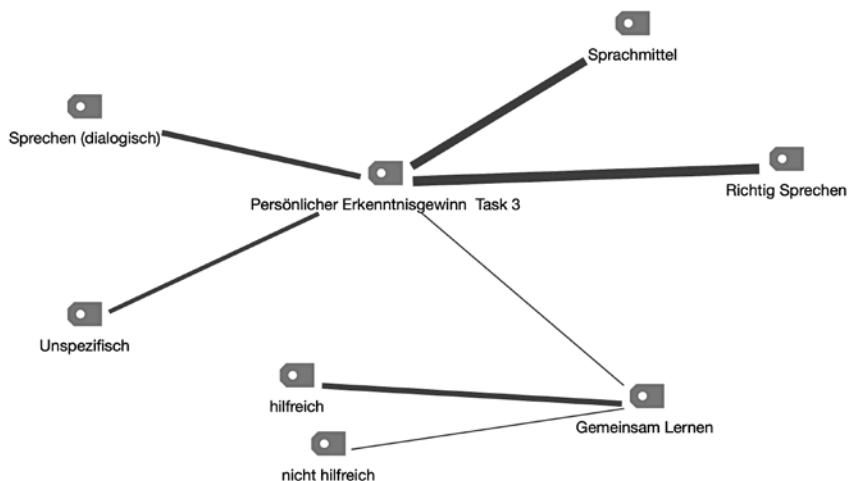 Sprachmittel
Sprechen (dialogisch)
Richtig Sprechen
Persönlicher Erkenntnisgewinn Task 3
Unspezifisch
hilfreich
Gemeinsam Lernen
nicht hilfreich